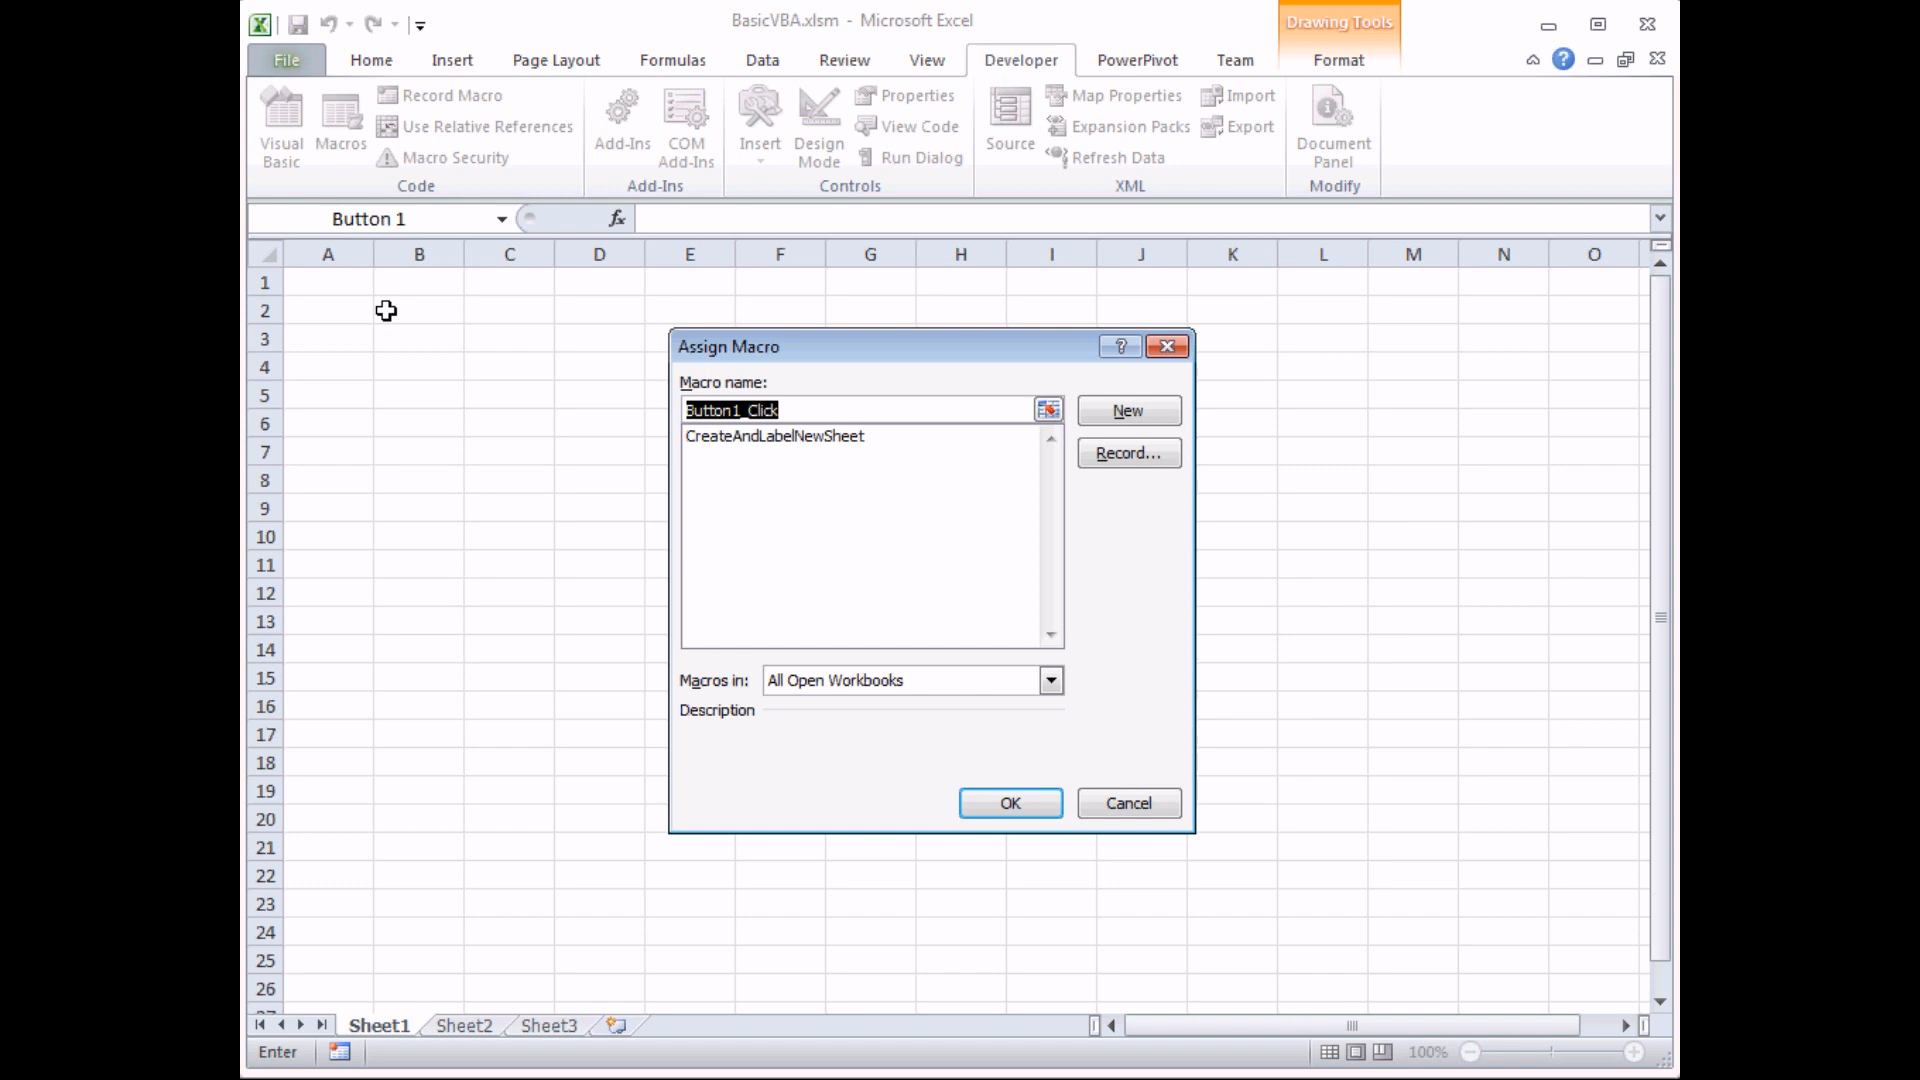 BasicVBA.xlsm - Microsoft Excel
Drawing Tools
File Home Insert Page Layout Formulas Data Review View Developer PowerPivot Team Format
Visual Basic
Macros
Record Macro
Use Relative References
Macro Security
Code
Add-Ins
COM Add-Ins
Add-Ins
Insert
Design Mode
Properties
View Code
Run Dialog
Controls
Source
Map Properties
Expansion Packs
Refresh Data
Import
Export
XML
Document Panel
Modify
Button 1
fx
A B C D E F G H I J K L M N O
1
2
3
4
5
6
7
8
9
10
11
12
13
14
15
16
17
18
19
20
21
22
23
24
25
26
Assign Macro
Macro name:
Button1_Click
CreateAndLabelNewSheet
New
Record...
Macros in: All Open Workbooks
Description
OK Cancel
Sheet1 Sheet2 Sheet3
Enter
100%